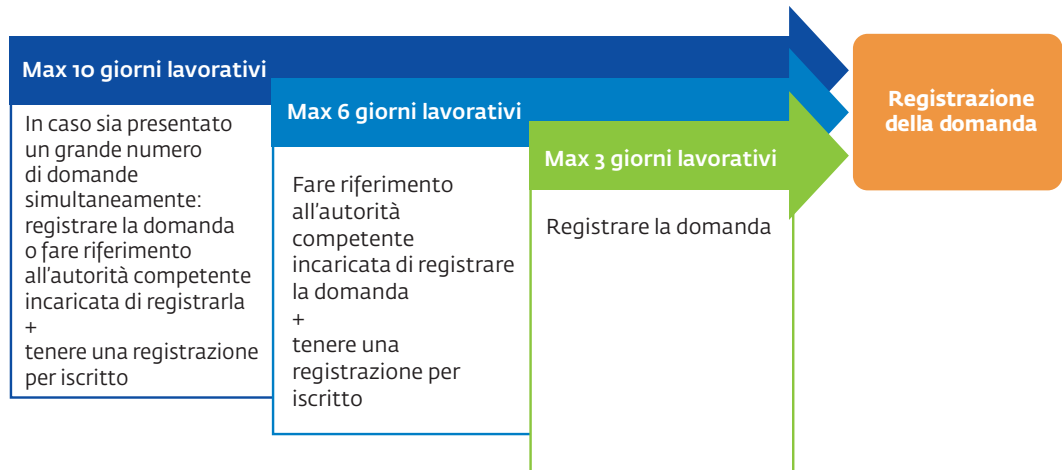 Max 10 giorni lavorativi
In caso sia presentato
un grande numero
di domande
simultaneamente:
registrare la domanda
o fare riferimento
all'autorità competente
incaricata di registrarla
+
tenere una registrazione
per iscritto
Max 6 giorni lavorativi
Fare riferimento
all'autorità
competente
incaricata di registrare
la domanda
+
tenere una
registrazione per
iscritto
Max 3 giorni lavorativi
Registrare la domanda
Registrazione
della domanda